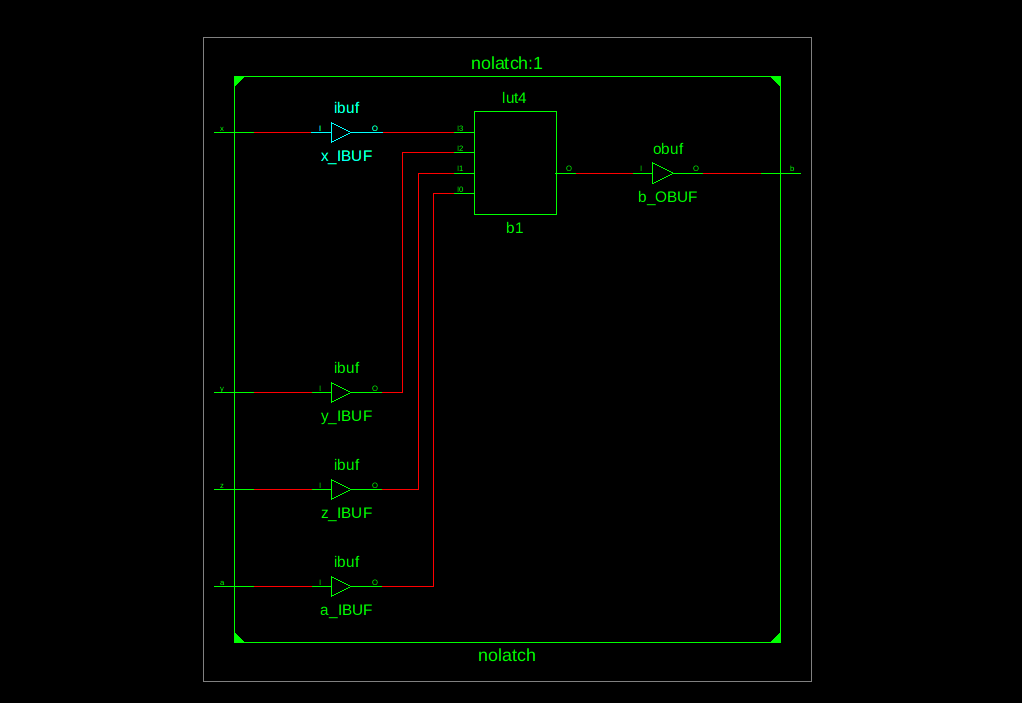 nolatch:1
lut4
ibuf
x
I
O
x_IBUF
I3
I2
I1
I0
O
b1
obuf
I
O
b
b_OBUF
ibuf
y
I
O
y_IBUF
ibuf
z
I
O
z_IBUF
ibuf
a
I
O
a_IBUF
nolatch